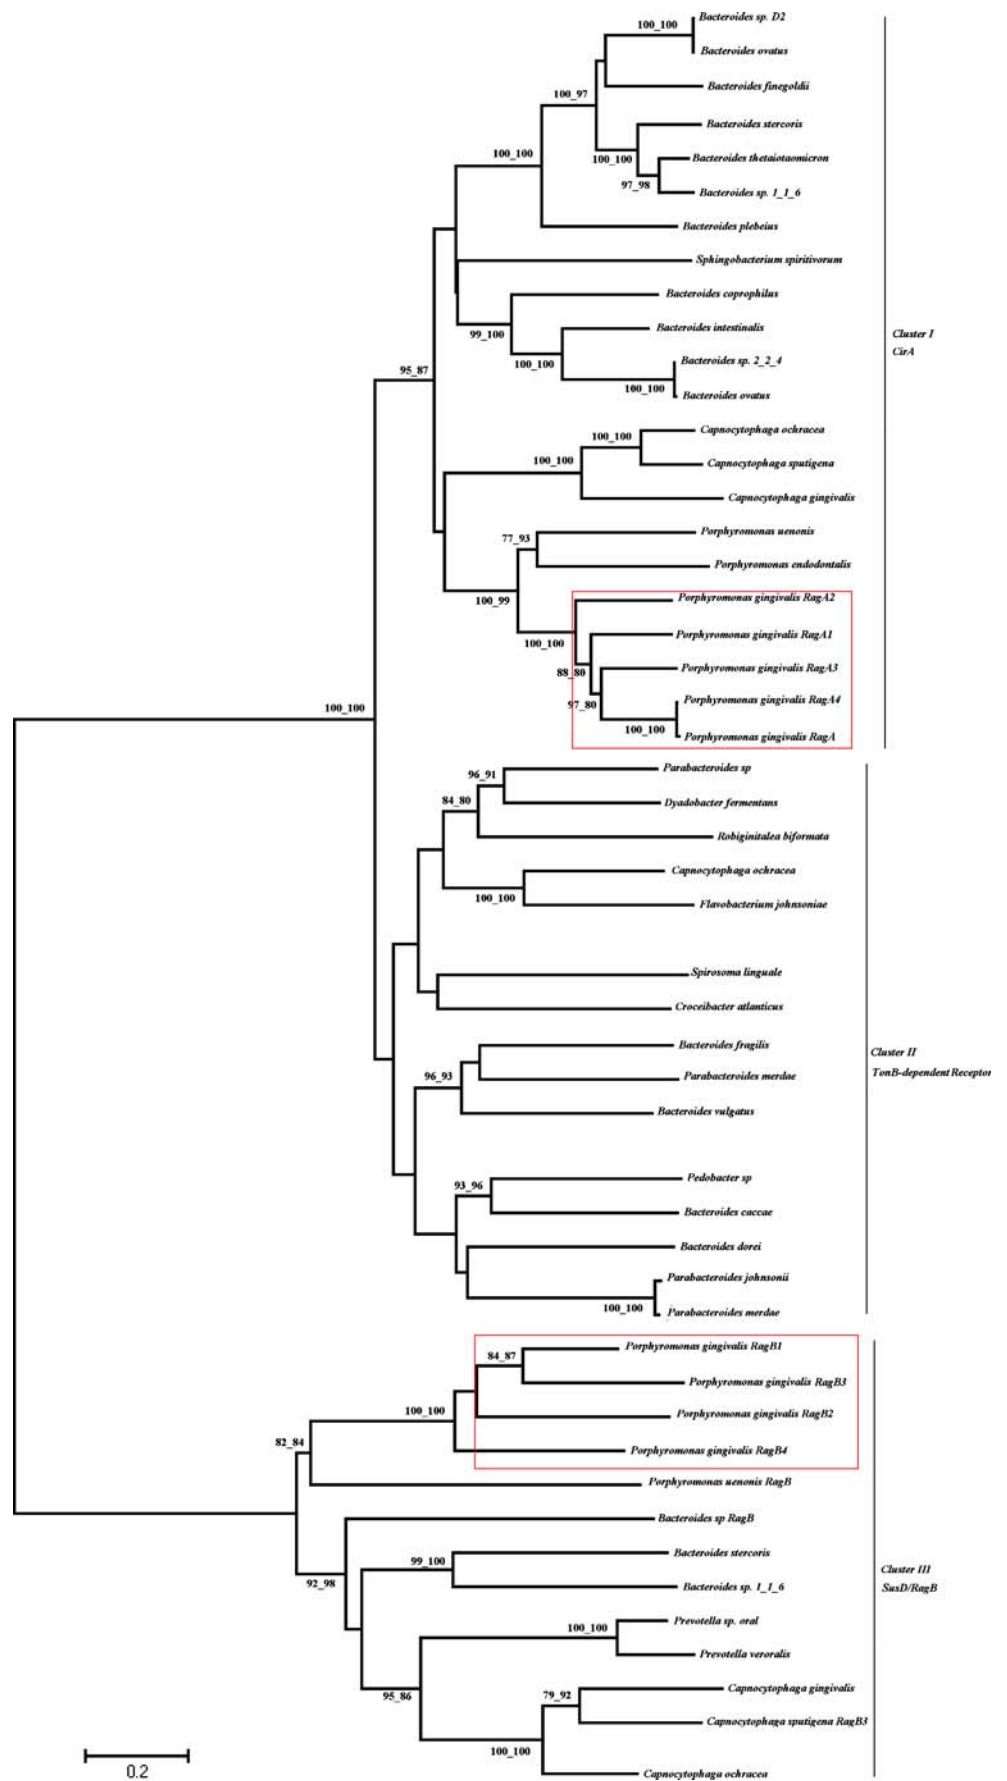 Bacteroides sp. D2
100_100
Bacteroides ovatus
Bacteroides finegoldii
100_97
Bacteroides stercoris
100_100
100_100
Bacteroides thetaiotaomicron
97_98
Bacteroides sp. 1_1_6
Bacteroides plebeius
Sphingobacterium spiritivorum
Bacteroides coprophilus
99_100
Bacteroides intestinalis
Cluster I
CirA
Bacteroides sp. 2_2_4
100_100
95_87
100_100
Bacteroides ovatus
Capnocytophaga ochracea
100_100
100_100
Capnocytophaga sputigena
Capnocytophaga gingivalis
Porphyromonas uenonis
77_93
Porphyromonas endodontalis
100_99
Porphyromonas gingivalis RagA2
Porphyromonas gingivalis RagA1
100_100
88_80
Porphyromonas gingivalis RagA3
97_80
Porphyromonas gingivalis RagA4
100_100
100_100
Porphyromonas gingivalis RagA
Parabacteroides sp
96_91
84_80
Dyadobacter fermentans
Robiginitalea biformata
Capnocytophaga ochracea
100_100
Flavobacterium johnsoniae
Spirosoma linguale
Croceibacter atlanticus
Bacteroides fragilis
Cluster II
TonB-dependent Receptor
96_93
Parabacteroides merdae
Bacteroides vulgatus
Pedobacter sp
93_96
Bacteroides caccae
Bacteroides dorei
Parabacteroides johnsonii
100_100
Parabacteroides merdae
Porphyromonas gingivalis RagB1
84_87
Porphyromonas gingivalis RagB3
100_100
Porphyromonas gingivalis RagB2
82_84
Porphyromonas gingivalis RagB4
Porphyromonas uenonis RagB
Bacteroides sp RagB
Bacteroides stercoris
99_100
Cluster III
SusD/RagB
92_98
Bacteroides sp. 1_1_6
Prevotella sp. oral
100_100
Prevotella veroralis
95_86
Capnocytophaga gingivalis
79_92
Capnocytophaga sputigena RagB3
100_100
Capnocytophaga ochracea
0.2